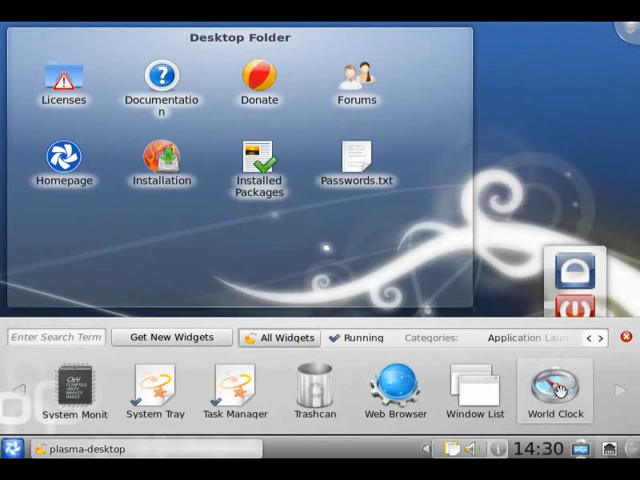 Desktop Folder
Licenses
Documentatio
n
Donate
Forums
Homepage
Installation
Installed
Packages
Passwords.txt
Enter Search Term
Get New Widgets
All Widgets
Running
Categories:
Application Laun
System Monit
System Tray
Task Manager
Trashcan
Web Browser
Window List
World Clock
plasma-desktop
14:30